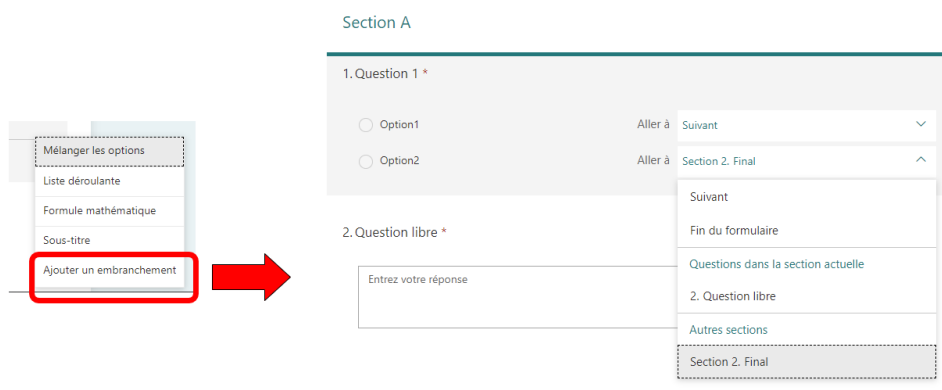 Mélanger les options
Liste déroulante
Formule mathématique
Sous-titre
Ajouter un embranchement
Section A
1. Question 1 *
Option1 Aller à Suivant
Option2 Aller à Section 2. Final
2. Question libre *
Entrez votre réponse
Suivant
Fin du formulaire
Questions dans la section actuelle
2. Question libre
Autres sections
Section 2. Final